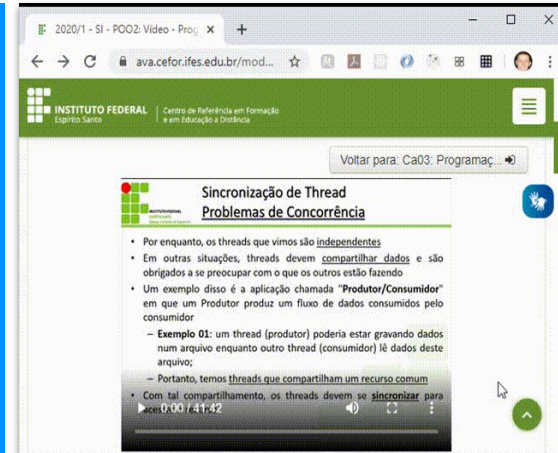 2020/1 - SI - POO2: Vídeo - Prog
ava.cefor.ifes.edu.br/mod...
INSTITUTO FEDERAL
Espírito Santo
Centro de Referência em Formação
e em Educação a Distância
Voltar para: Ca03: Programaç...
Sincronização de Thread
Problemas de Concorrência
• Por enquanto, os threads que vimos são independentes
• Em outras situações, threads devem compartilhar dados e são
obrigados a se preocupar com o que os outros estão fazendo
• Um exemplo disso é a aplicação chamada "Produtor/Consumidor"
em que um Produtor produz um fluxo de dados consumidos pelo
consumidor
– Exemplo 01: um thread (produtor) poderia estar gravando dados
num arquivo enquanto outro thread (consumidor) lê dados deste
arquivo;
– Portanto, temos threads que compartilham um recurso comum
• Com tal compartilhamento, os threads devem se sincronizar para
0:00 / 41:42